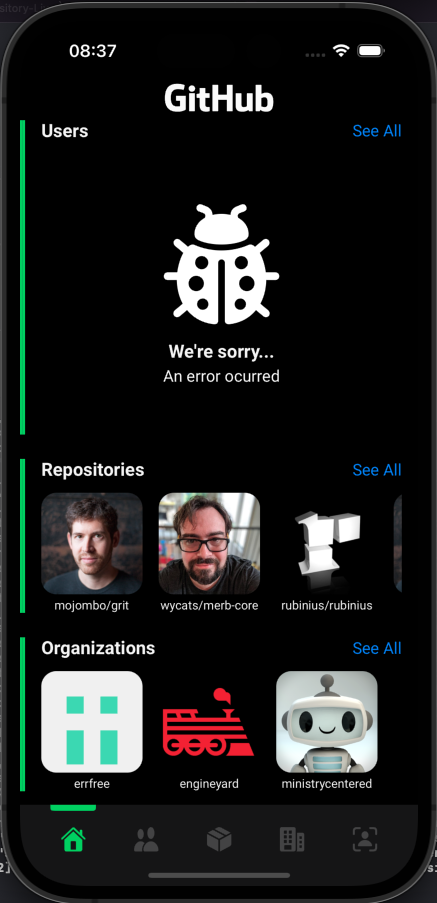 08:37
GitHub
Users See All
We're sorry...
An error ocurred
Repositories See All
mojombo/grit wycats/merb-core rubinius/rubinius
Organizations See All
errfree engineyard ministrycentered